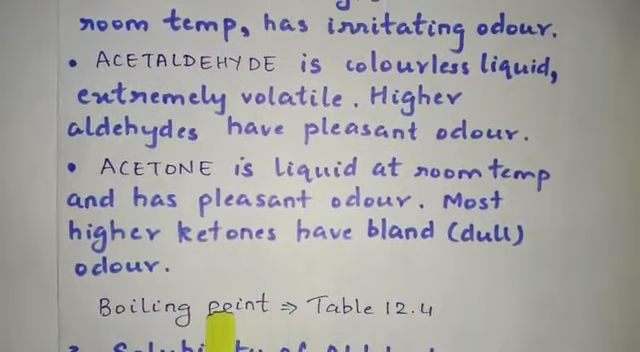 room temp, has irritating odour.
• ACETALDEHYDE is colourless liquid,
extremely volatile. Higher
aldehydes have pleasant odour.
• ACETONE is liquid at room temp
and has pleasant odour. Most
higher ketones have bland (dull)
odour.
Boiling point ⇒ Table 12.4
of